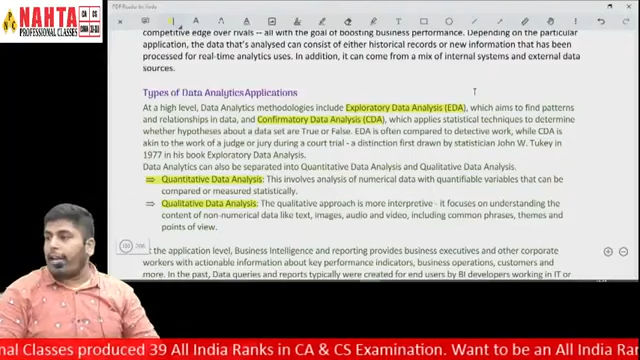 NAHTA
PROFESSIONAL CLASSES
CA
CS
PDF Reader for Xodo
competitive edge over rivals -- all with the goal of boosting business performance. Depending on the particular
application, the data that's analysed can consist of either historical records or new information that has been
processed for real-time analytics uses. In addition, it can come from a mix of internal systems and external data
sources.
Types of Data Analytics Applications
At a high level, Data Analytics methodologies include Exploratory Data Analysis (EDA), which aims to find patterns
and relationships in data, and Confirmatory Data Analysis (CDA), which applies statistical techniques to determine
whether hypotheses about a data set are True or False. EDA is often compared to detective work, while CDA is
akin to the work of a judge or jury during a court trial - a distinction first drawn by statistician John W. Tukey in
1977 in his book Exploratory Data Analysis.
Data Analytics can also be separated into Quantitative Data Analysis and Qualitative Data Analysis.
⇒ Quantitative Data Analysis: This involves analysis of numerical data with quantifiable variables that can be
compared or measured statistically.
⇒ Qualitative Data Analysis: The qualitative approach is more interpretive - it focuses on understanding the
content of non-numerical data like text, images, audio and video, including common phrases, themes and
points of view.
t the application level, Business Intelligence and reporting provides business executives and other corporate
workers with actionable information about key performance indicators, business operations, customers and
more. In the past, Data queries and reports typically were created for end users by BI developers working in IT or
nal Classes produced 39 All India Ranks in CA & CS Examination. Want to be an All India Ran